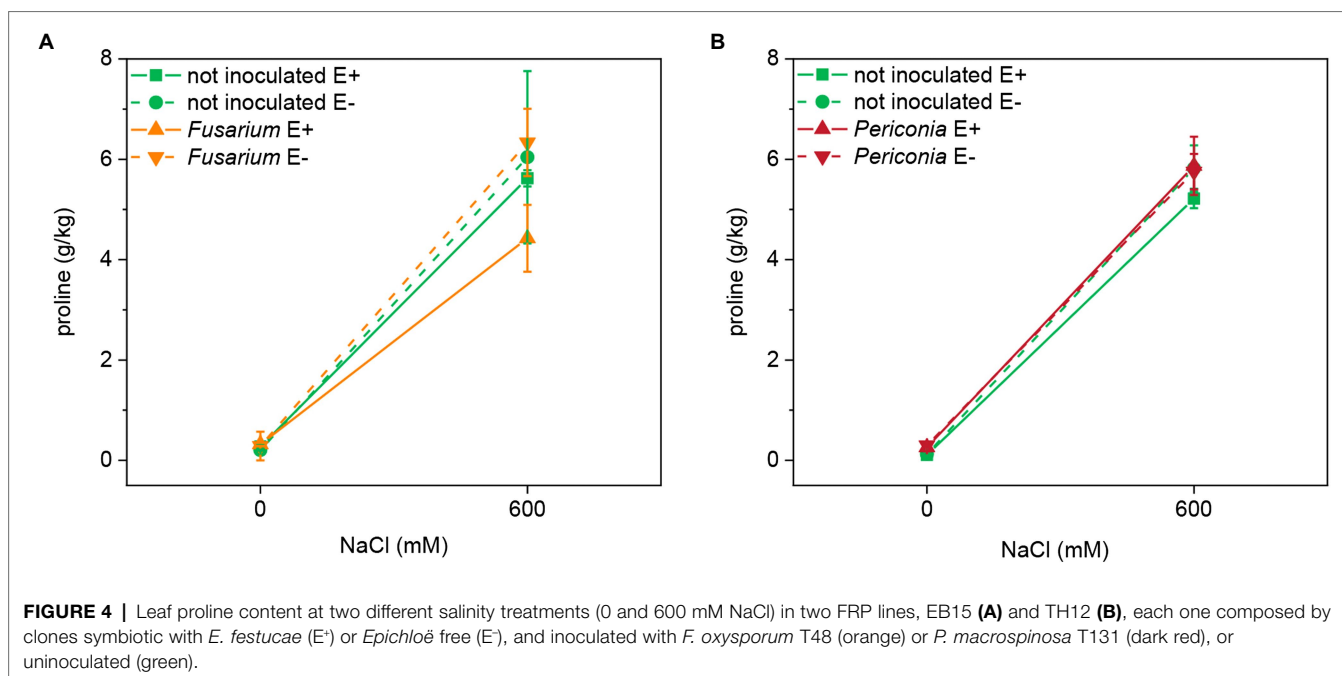 A
B
8
6
4
2
0
proline (g/kg)
not inoculated E+
not inoculated E-
Fusarium E+
Fusarium E-
0
600
NaCl (mM)
8
6
4
2
0
proline (g/kg)
not inoculated E+
not inoculated E-
Periconia E+
Periconia E-
0
600
NaCl (mM)
FIGURE 4 | Leaf proline content at two different salinity treatments (0 and 600 mM NaCl) in two FRP lines, EB15 (A) and TH12 (B), each one composed by
clones symbiotic with E. festucae (E⁺) or Epichloë free (E⁻), and inoculated with F. oxysporum T48 (orange) or P. macrospinosa T131 (dark red), or
uninoculated (green).